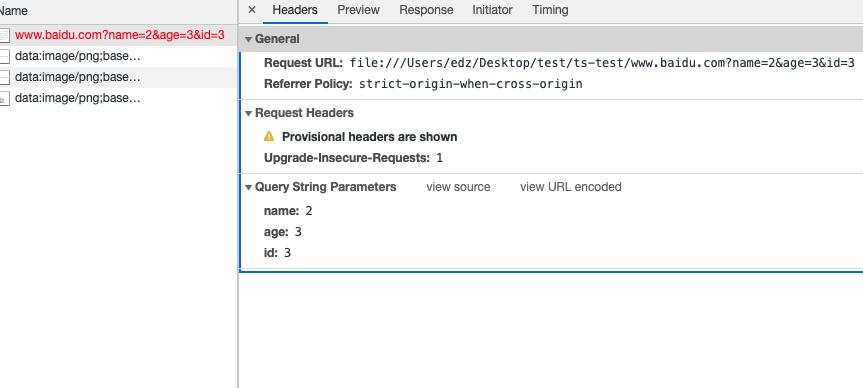 Name
www.baidu.com?name=2&age=3&id=3
data:image/png;base...
data:image/png;base...
data:image/png;base...
× Headers Preview Response Initiator Timing
General
Request URL: file:///Users/edz/Desktop/test/ts-test/www.baidu.com?name=2&age=3&id=3
Referrer Policy: strict-origin-when-cross-origin
Request Headers
Provisional headers are shown
Upgrade-Insecure-Requests: 1
Query String Parameters view source view URL encoded
name: 2
age: 3
id: 3